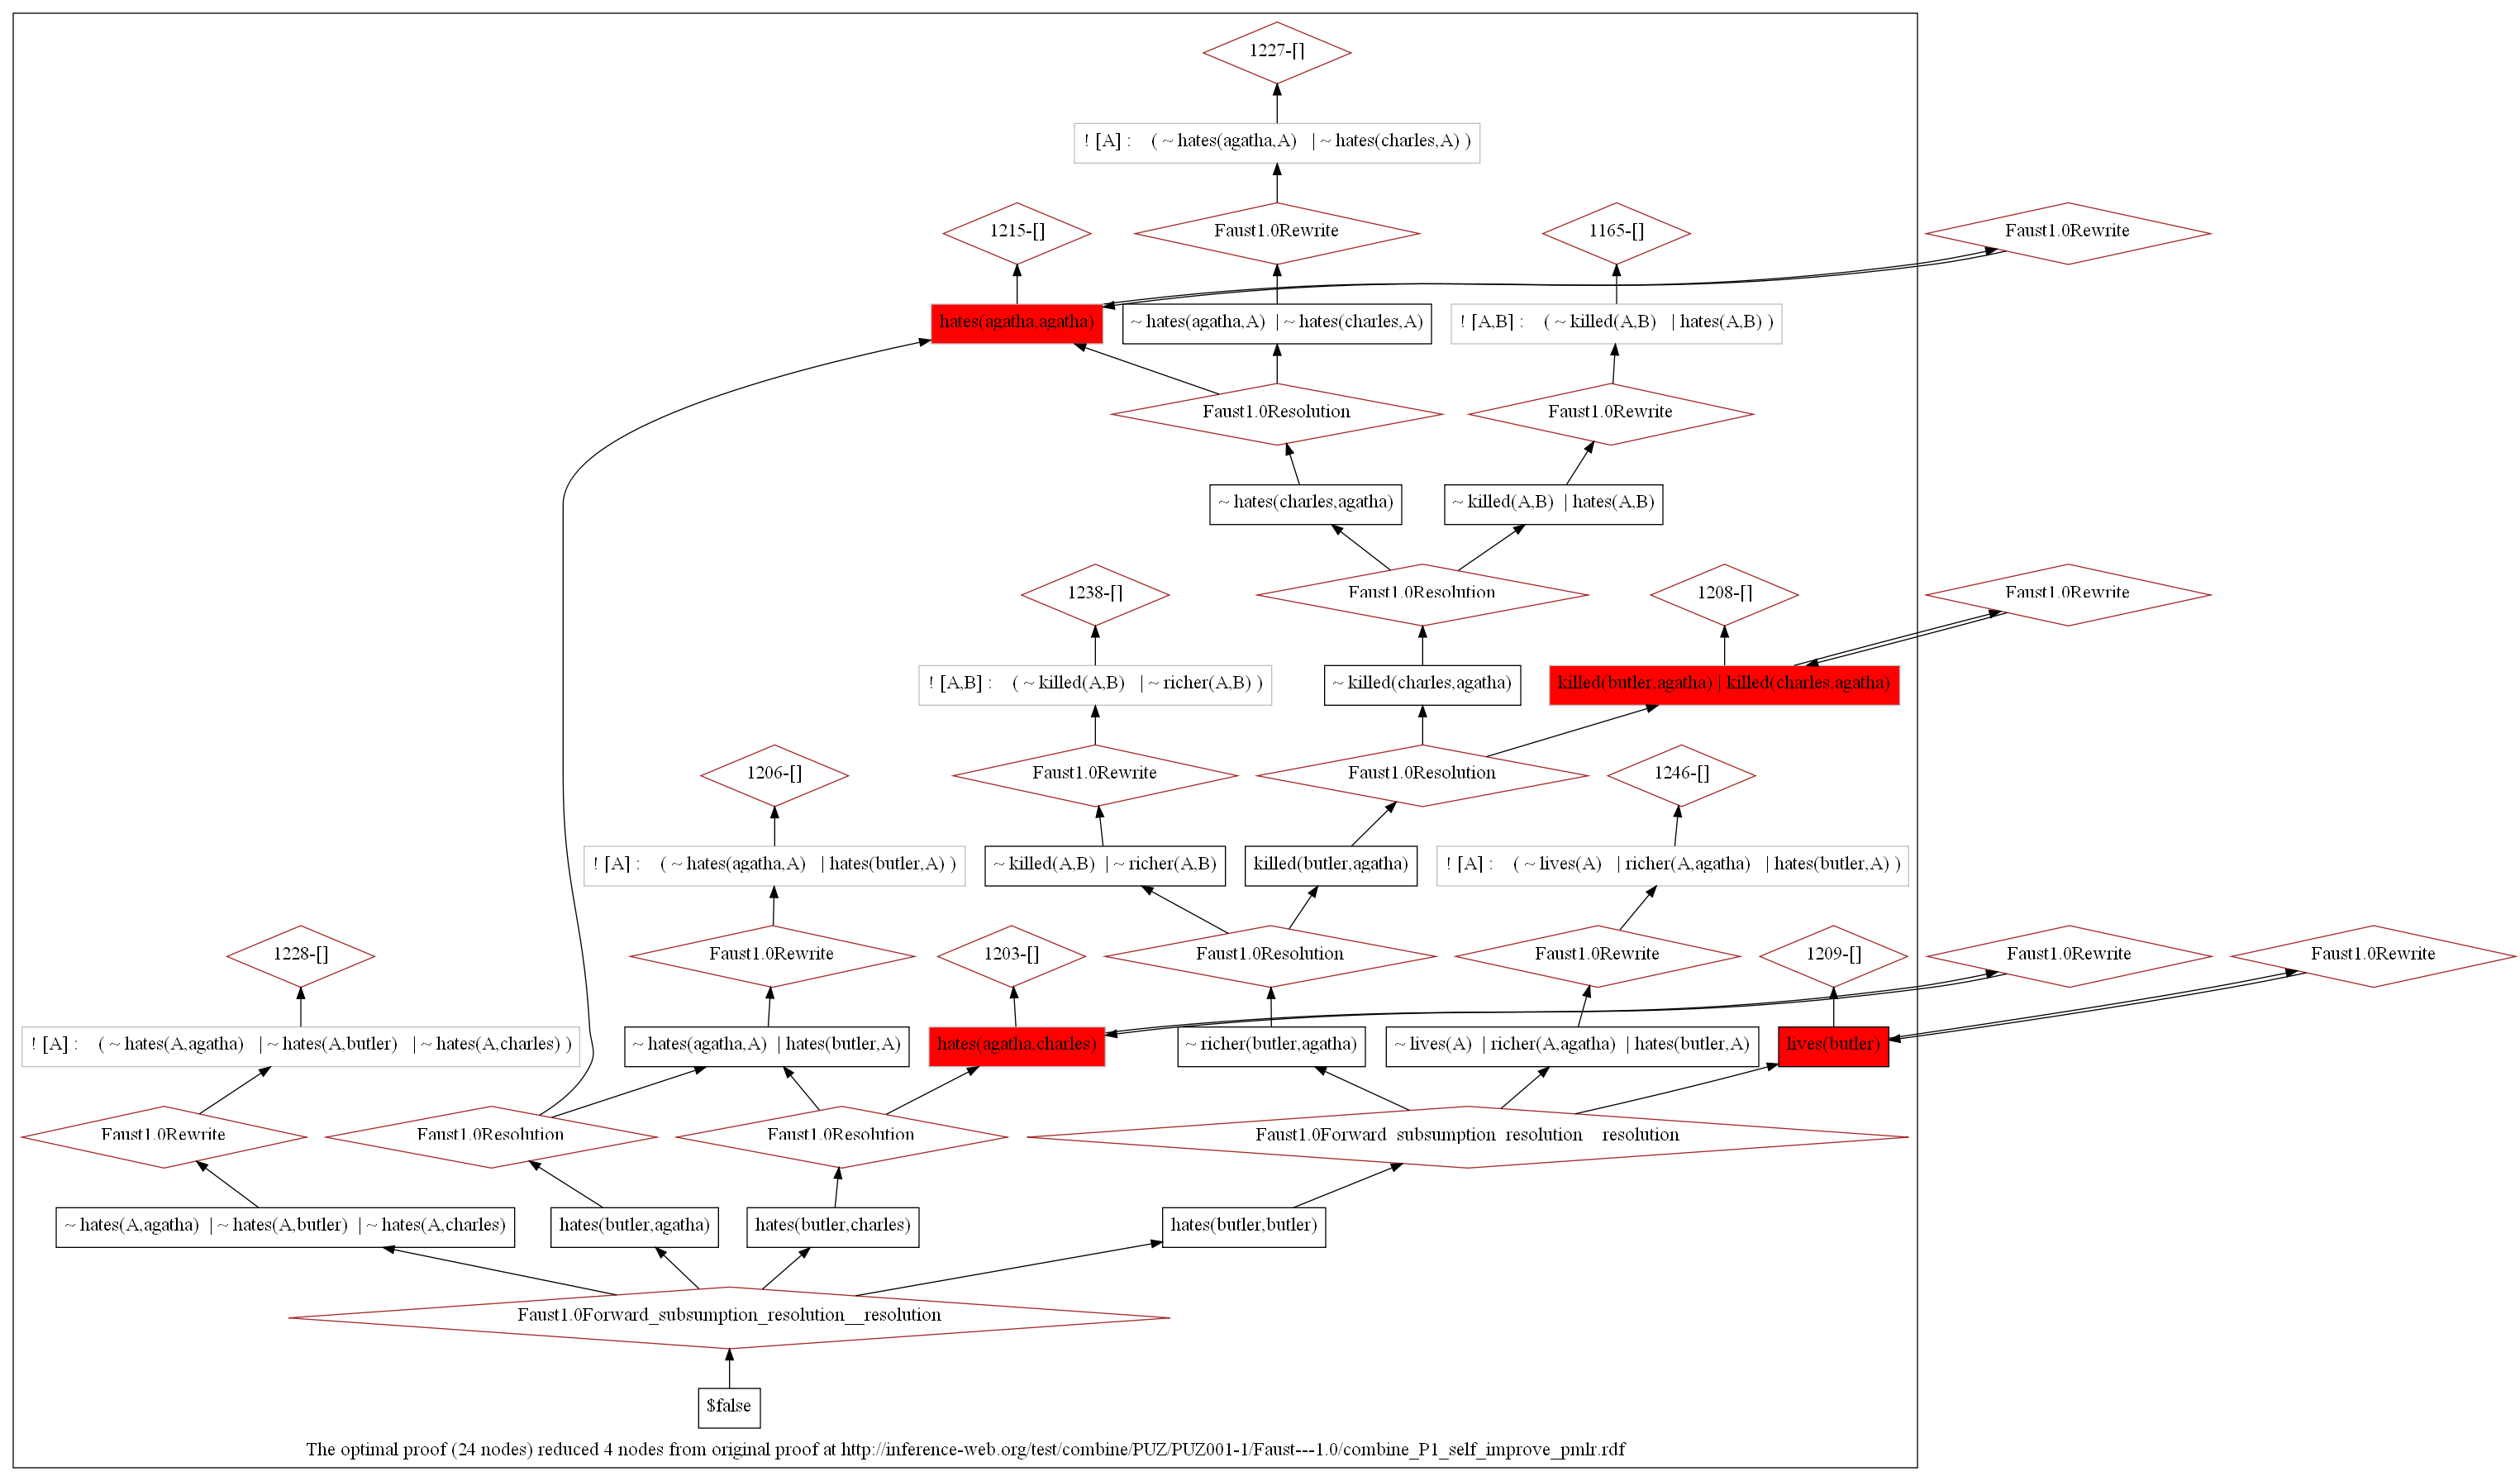 1227-[]
! [A] : ( ~ hates(agatha,A) | ~ hates(charles,A) )
1215-[]
Faust1.0Rewrite
1165-[]
Faust1.0Rewrite
hates(agatha,agatha)
~ hates(agatha,A) | ~ hates(charles,A)
! [A,B] : ( ~ killed(A,B) | hates(A,B) )
Faust1.0Resolution
Faust1.0Rewrite
~ hates(charles,agatha)
~ killed(A,B) | hates(A,B)
1238-[]
Faust1.0Resolution
1208-[]
Faust1.0Rewrite
! [A,B] : ( ~ killed(A,B) | ~ richer(A,B) )
~ killed(charles,agatha)
killed(butler,agatha) | killed(charles,agatha)
1206-[]
Faust1.0Rewrite
Faust1.0Resolution
1246-[]
! [A] : ( ~ hates(agatha,A) | hates(butler,A) )
~ killed(A,B) | ~ richer(A,B)
killed(butler,agatha)
! [A] : ( ~ lives(A) | richer(A,agatha) | hates(butler,A) )
1228-[]
Faust1.0Rewrite
1203-[]
Faust1.0Resolution
Faust1.0Rewrite
1209-[]
Faust1.0Rewrite
Faust1.0Rewrite
! [A] : ( ~ hates(A,agatha) | ~ hates(A,butler) | ~ hates(A,charles) )
~ hates(agatha,A) | hates(butler,A)
hates(agatha,charles)
~ richer(butler,agatha)
~ lives(A) | richer(A,agatha) | hates(butler,A)
lives(butler)
Faust1.0Rewrite
Faust1.0Resolution
Faust1.0Resolution
Faust1.0Forward_subsumption_resolution__resolution
~ hates(A,agatha) | ~ hates(A,butler) | ~ hates(A,charles)
hates(butler,agatha)
hates(butler,charles)
hates(butler,butler)
Faust1.0Forward_subsumption_resolution__resolution
$false
The optimal proof (24 nodes) reduced 4 nodes from original proof at http://inference-web.org/test/combine/PUZ/PUZ001-1/Faust---1.0/combine_P1_self_improve_pmlr.rdf